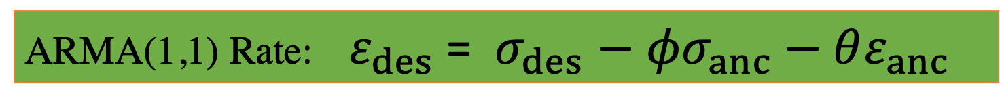 ARMA(1,1) Rate: 𝜀des = 𝜎des − 𝜙𝜎anc − 𝜃𝜀anc